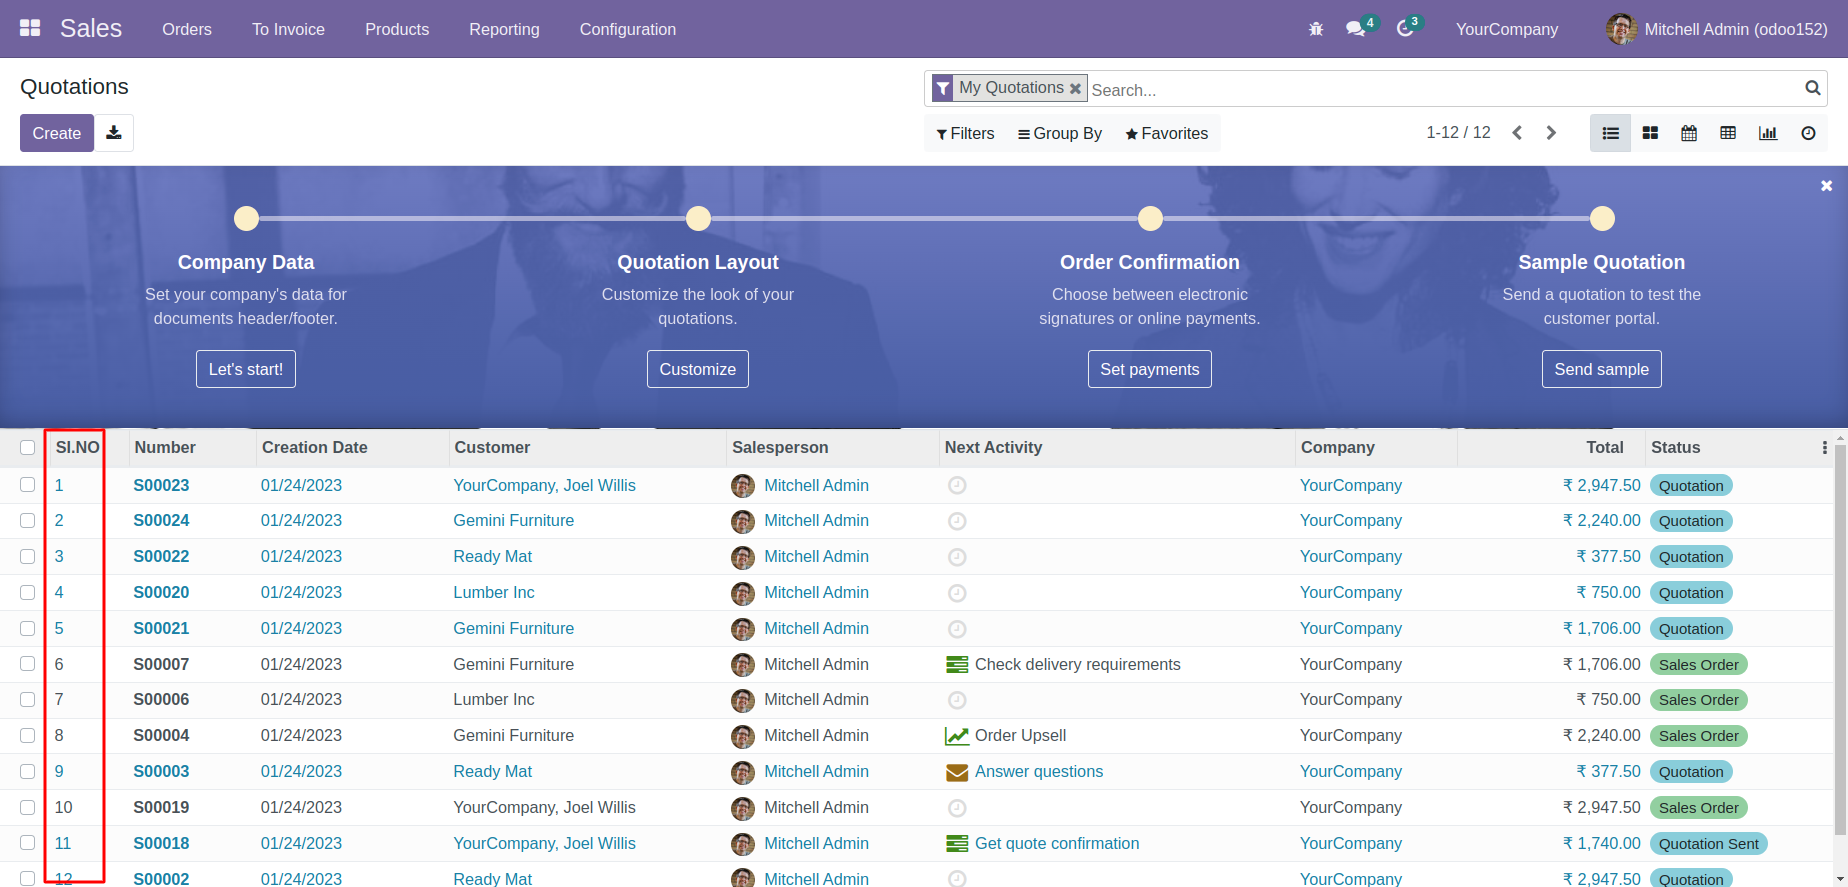 Sales Orders To Invoice Products Reporting Configuration 4 3 YourCompany Mitchell Admin (odoo152)
Quotations
My Quotations Search...
Create
Filters Group By Favorites 1-12 / 12
Company Data Quotation Layout Order Confirmation Sample Quotation
Set your company's data for Customize the look of your Choose between electronic Send a quotation to test the
documents header/footer. quotations. signatures or online payments. customer portal.
Let's start! Customize Set payments Send sample
SI.NO Number Creation Date Customer Salesperson Next Activity Company Total Status
1 S00023 01/24/2023 YourCompany, Joel Willis Mitchell Admin YourCompany ₹ 2,947.50 Quotation
2 S00024 01/24/2023 Gemini Furniture Mitchell Admin YourCompany ₹ 2,240.00 Quotation
3 S00022 01/24/2023 Ready Mat Mitchell Admin YourCompany ₹ 377.50 Quotation
4 S00020 01/24/2023 Lumber Inc Mitchell Admin YourCompany ₹ 750.00 Quotation
5 S00021 01/24/2023 Gemini Furniture Mitchell Admin YourCompany ₹ 1,706.00 Quotation
6 S00007 01/24/2023 Gemini Furniture Mitchell Admin Check delivery requirements YourCompany ₹ 1,706.00 Sales Order
7 S00006 01/24/2023 Lumber Inc Mitchell Admin YourCompany ₹ 750.00 Sales Order
8 S00004 01/24/2023 Gemini Furniture Mitchell Admin Order Upsell YourCompany ₹ 2,240.00 Sales Order
9 S00003 01/24/2023 Ready Mat Mitchell Admin Answer questions YourCompany ₹ 377.50 Quotation
10 S00019 01/24/2023 YourCompany, Joel Willis Mitchell Admin YourCompany ₹ 2,947.50 Sales Order
11 S00018 01/24/2023 YourCompany, Joel Willis Mitchell Admin Get quote confirmation YourCompany ₹ 1,740.00 Quotation Sent
12 S00002 01/24/2023 Ready Mat Mitchell Admin YourCompany ₹ 2,947.50 Quotation